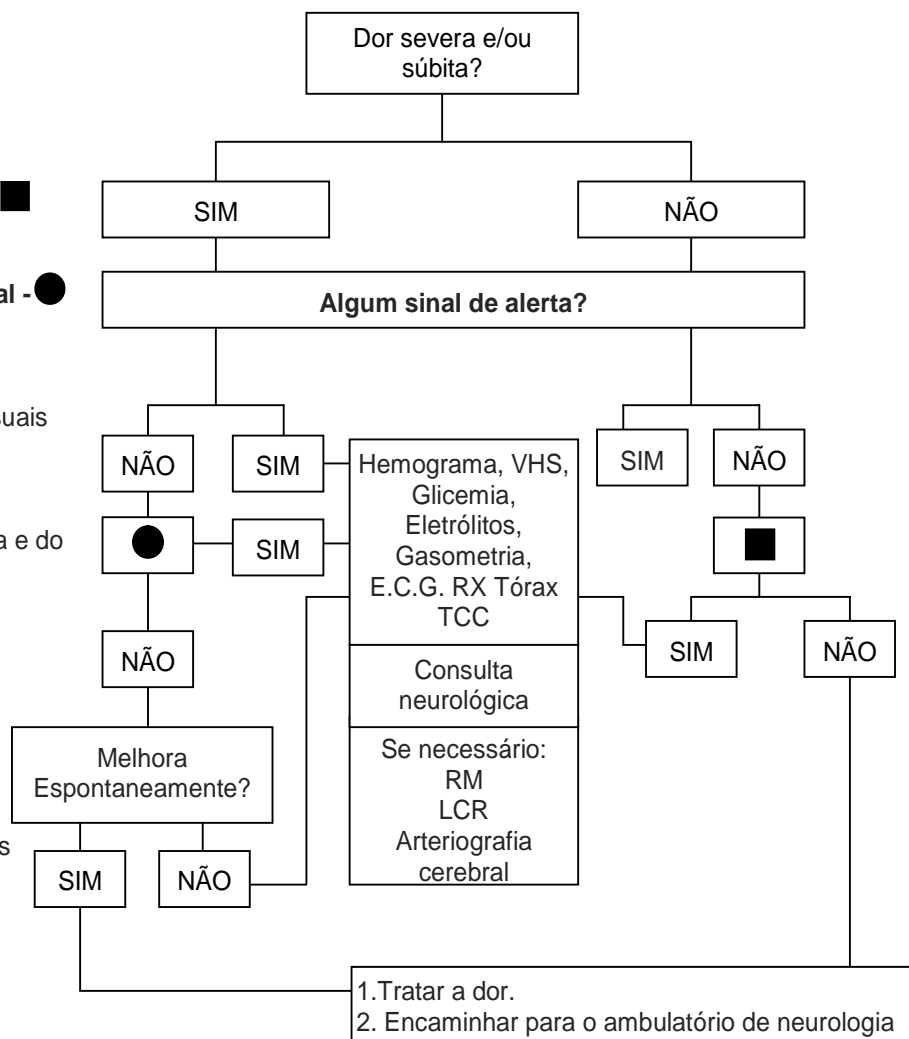 Dor severa e/ou
súbita?
SIM
NÃO
al -
Algum sinal de alerta?
suais
NÃO
SIM
Hemograma, VHS,
Glicemia,
Eletrólitos,
Gasometria,
E.C.G. RX Tórax
TCC
SIM
NÃO
a e do
SIM
NÃO
Consulta
neurológica
SIM
NÃO
Melhora
Espontaneamente?
Se necessário:
RM
LCR
Arteriografia
cerebral
s
SIM
NÃO
1.Tratar a dor.
2. Encaminhar para o ambulatório de neurologia